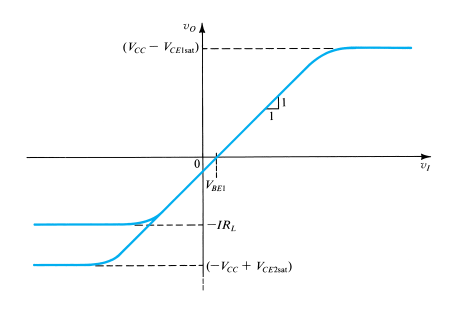 v_O
(V_CC − V_CE1sat)
1
1
0
v_I
V_BE1
−IR_L
(−V_CC + V_CE2sat)